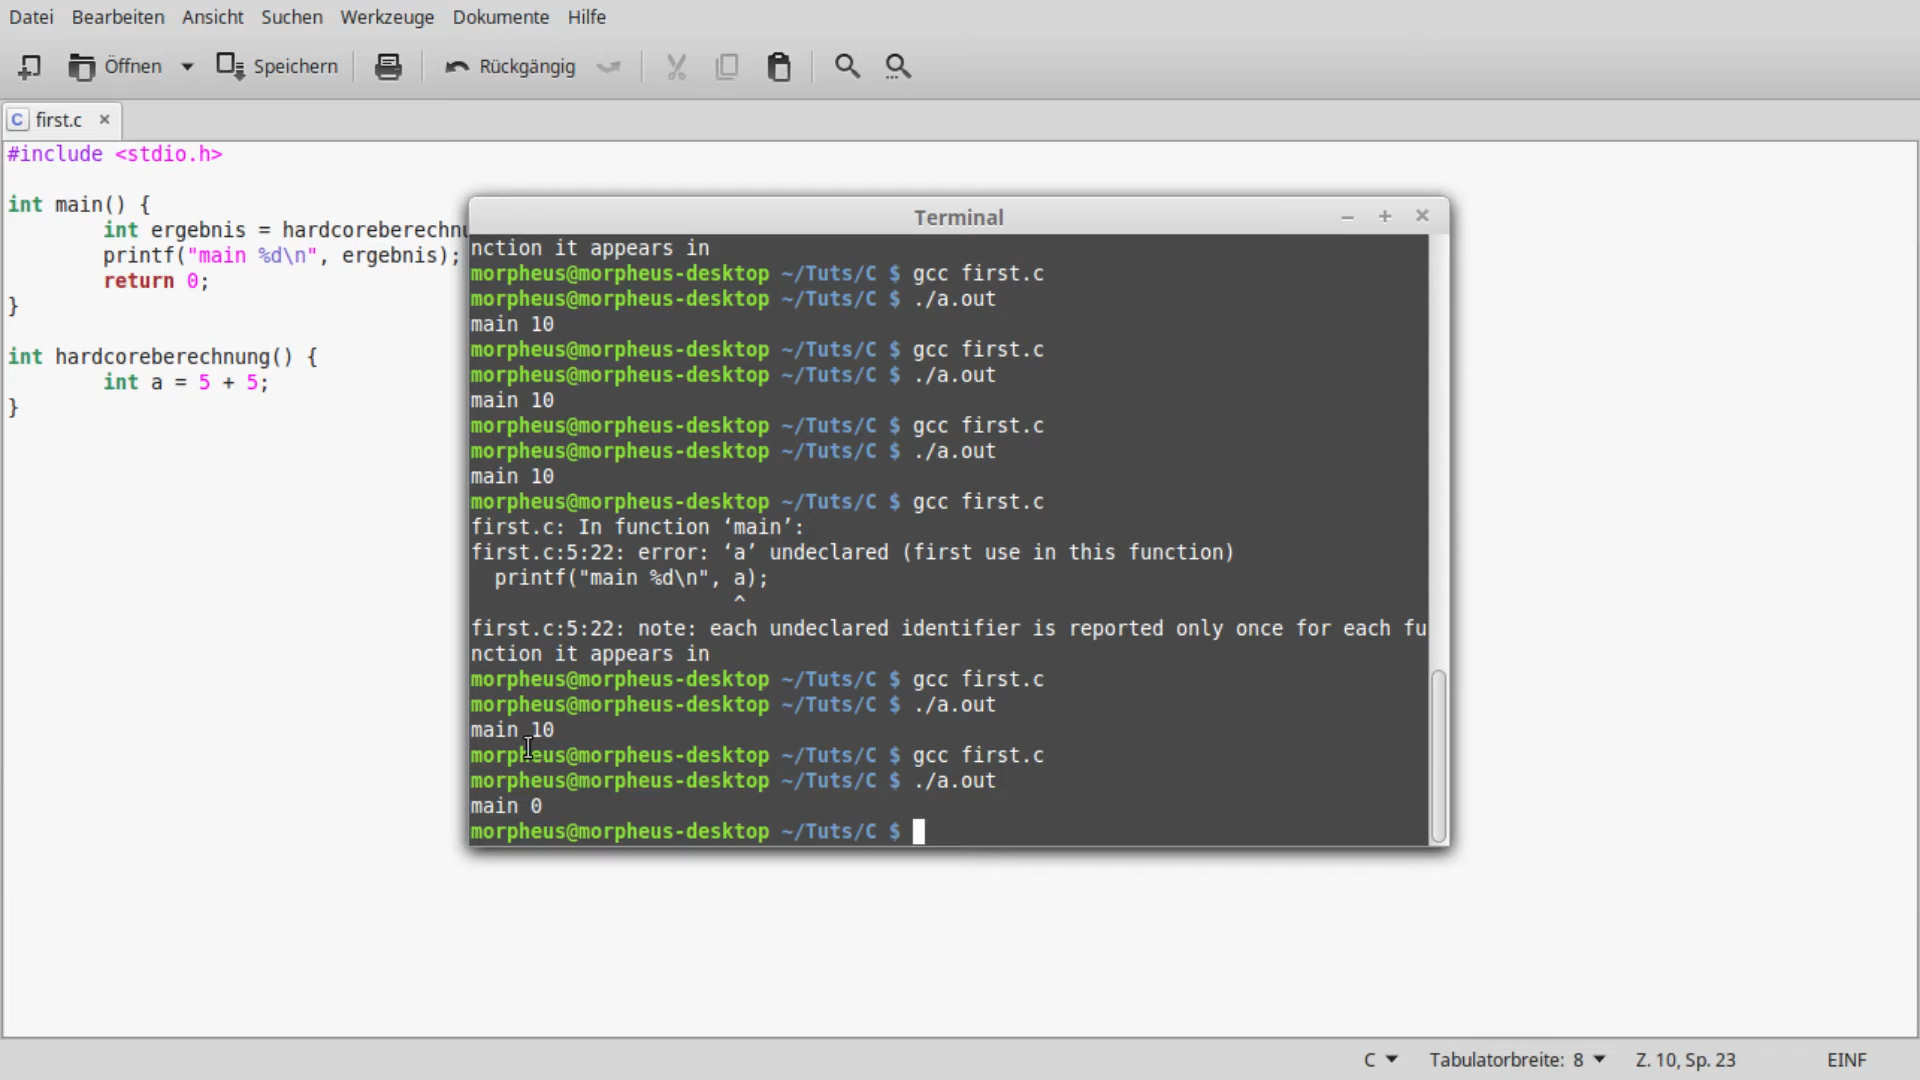 Datei Bearbeiten Ansicht Suchen Werkzeuge Dokumente Hilfe
Öffnen Speichern Rückgängig
C first.c ×
#include <stdio.h>
int main() {
int ergebnis = hardcoreberechnu
printf("main %d\n", ergebnis);
return 0;
}
int hardcoreberechnung() {
int a = 5 + 5;
}
Terminal
nction it appears in
morpheus@morpheus-desktop ~/Tuts/C $ gcc first.c
morpheus@morpheus-desktop ~/Tuts/C $ ./a.out
main 10
morpheus@morpheus-desktop ~/Tuts/C $ gcc first.c
morpheus@morpheus-desktop ~/Tuts/C $ ./a.out
main 10
morpheus@morpheus-desktop ~/Tuts/C $ gcc first.c
morpheus@morpheus-desktop ~/Tuts/C $ ./a.out
main 10
morpheus@morpheus-desktop ~/Tuts/C $ gcc first.c
first.c: In function ‘main’:
first.c:5:22: error: ‘a’ undeclared (first use in this function)
printf("main %d\n", a);
^
first.c:5:22: note: each undeclared identifier is reported only once for each fu
nction it appears in
morpheus@morpheus-desktop ~/Tuts/C $ gcc first.c
morpheus@morpheus-desktop ~/Tuts/C $ ./a.out
main 10
morpheus@morpheus-desktop ~/Tuts/C $ gcc first.c
morpheus@morpheus-desktop ~/Tuts/C $ ./a.out
main 0
morpheus@morpheus-desktop ~/Tuts/C $
C Tabulatorbreite: 8 Z. 10, Sp. 23 EINF